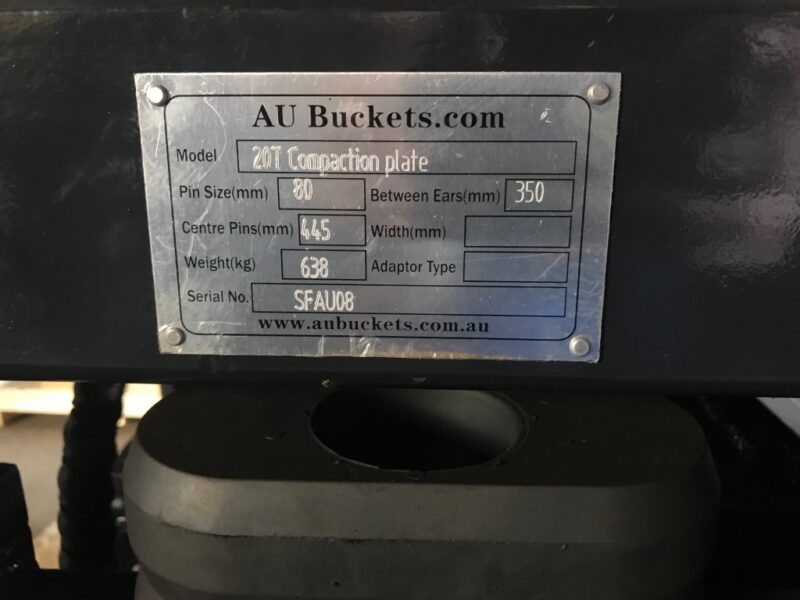 AU Buckets.com
Model 20T Compaction plate
Pin Size(mm) 80 Between Ears(mm) 350
Centre Pins(mm) 445 Width(mm)
Weight(kg) 638 Adaptor Type
Serial No. SFAU08
www.aubuckets.com.au